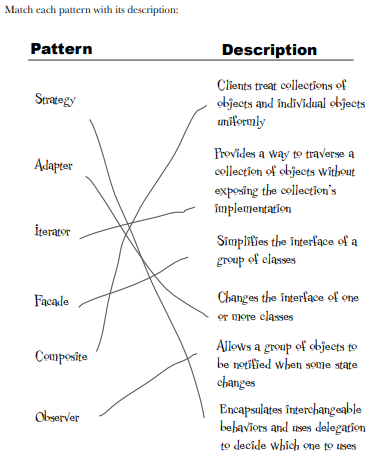 Match each pattern with its description:
Pattern
Description
Strategy
Adapter
Iterator
Facade
Composite
Observer
Clients treat collections of
objects and individual objects
uniformly
Provides a way to traverse a
collection of objects without
exposing the collection's
implementation
Simplifies the interface of a
group of classes
Changes the interface of one
or more classes
Allows a group of objects to
be notified when some state
changes
Encapsulates interchangeable
behaviors and uses delegation
to decide which one to uses